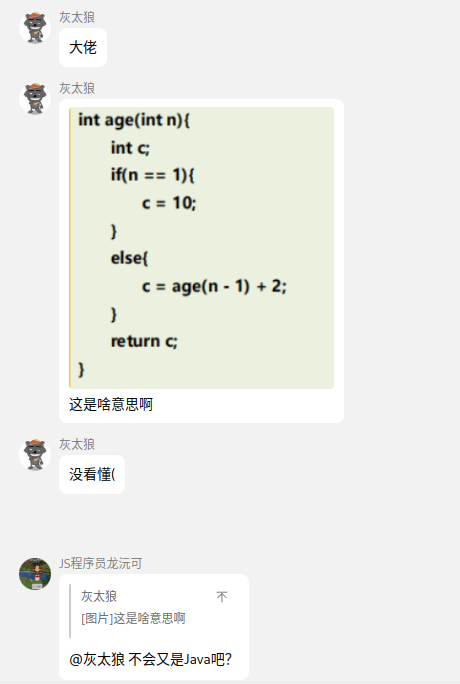 灰太狼
大佬
灰太狼
int age(int n){
int c;
if(n == 1){
c = 10;
}
else{
c = age(n - 1) + 2;
}
return c;
}
这是啥意思啊
灰太狼
没看懂(
JS程序员龙沅可
灰太狼 不
[图片]这是啥意思啊
@灰太狼 不会又是Java吧?